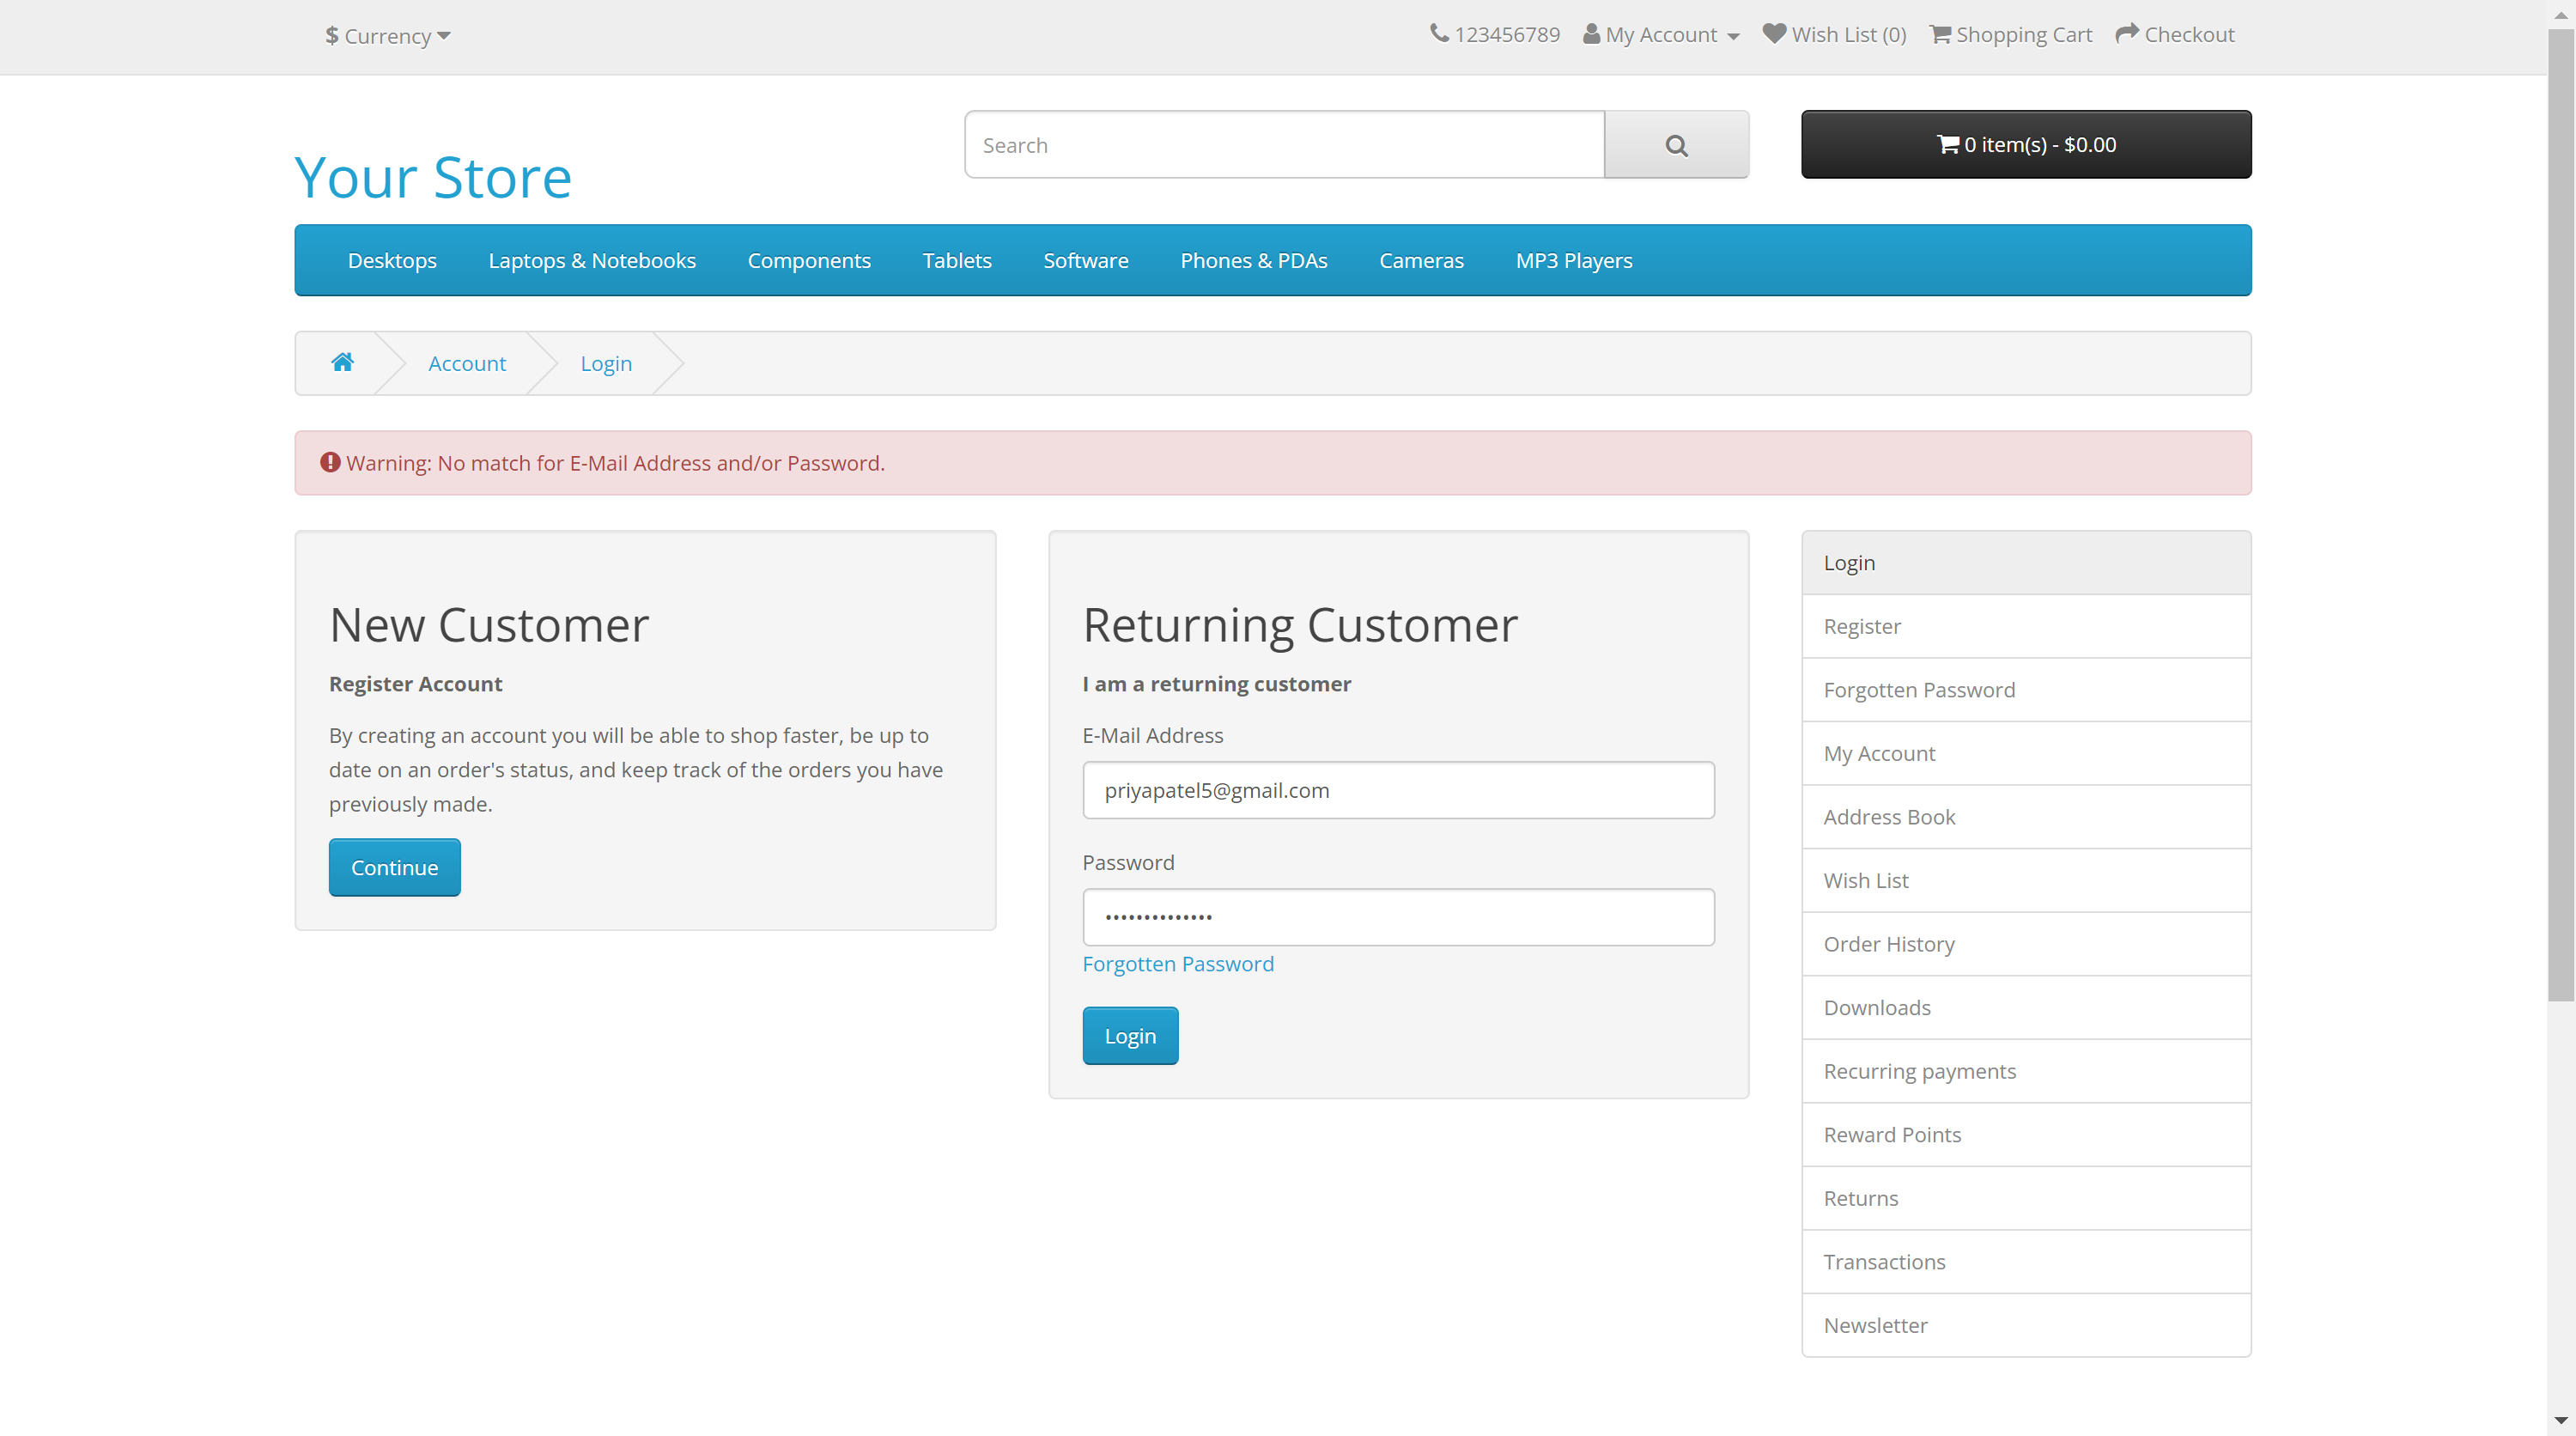 $ Currency
123456789 My Account Wish List (0) Shopping Cart Checkout
Search
0 item(s) - $0.00
Your Store
Desktops Laptops & Notebooks Components Tablets Software Phones & PDAs Cameras MP3 Players
Account Login
Warning: No match for E-Mail Address and/or Password.
New Customer
Register Account
By creating an account you will be able to shop faster, be up to
date on an order's status, and keep track of the orders you have
previously made.
Continue
Returning Customer
I am a returning customer
E-Mail Address
priyapatel5@gmail.com
Password
••••••••••••••
Forgotten Password
Login
Login
Register
Forgotten Password
My Account
Address Book
Wish List
Order History
Downloads
Recurring payments
Reward Points
Returns
Transactions
Newsletter